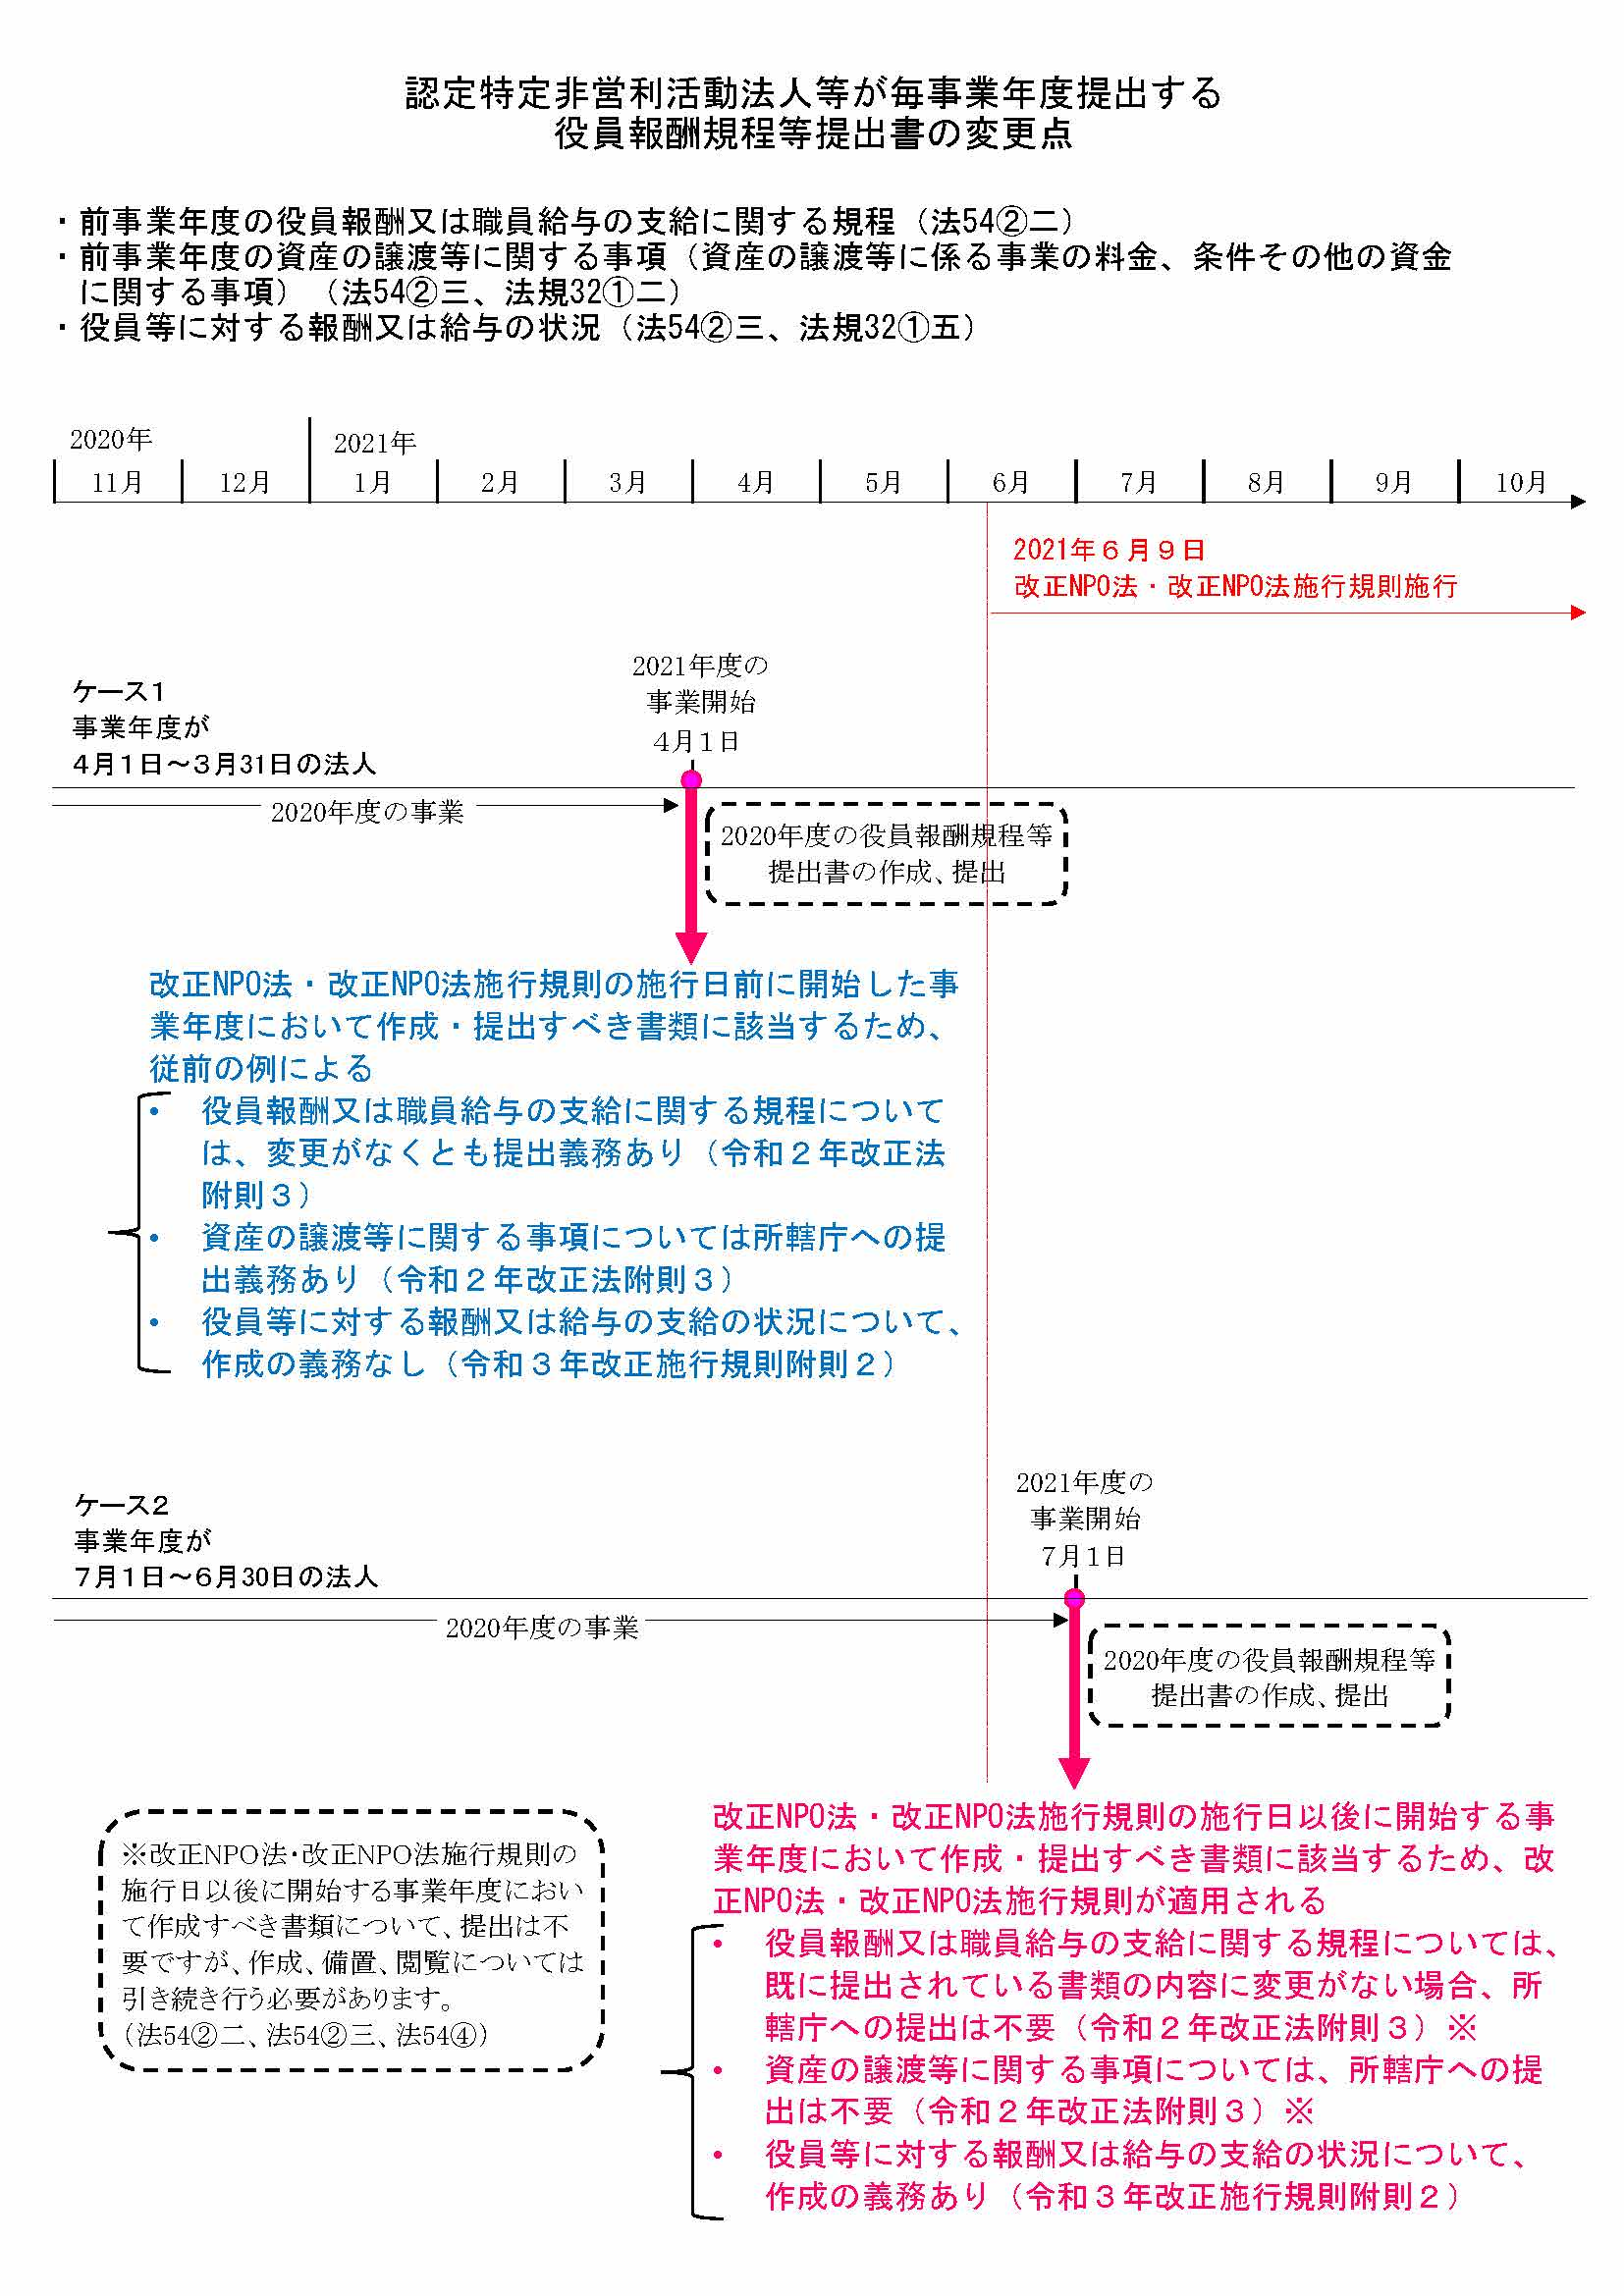 認定特定非営利活動法人等が毎事業年度提出する
役員報酬規程等提出書の変更点
・前事業年度の役員報酬又は職員給与の支給に関する規程（法54②二）
・前事業年度の資産の譲渡等に関する事項（資産の譲渡等に係る事業の料金、条件その他の資金
に関する事項）（法54②三、法規32①二）
・役員等に対する報酬又は給与の状況（法54②三、法規32①五）
2020年
2021年
11月 12月 1月 2月 3月 4月 5月 6月 7月 8月 9月 10月
2021年６月９日
改正NPO法・改正NPO法施行規則施行
2021年度の
事業開始
4月１日
ケース１
事業年度が
４月１日～３月31日の法人
2020年度の事業
2020年度の役員報酬規程等
提出書の作成、提出
改正NPO法・改正NPO法施行規則の施行日前に開始した事
業年度において作成・提出すべき書類に該当するため、
従前の例による
• 役員報酬又は職員給与の支給に関する規程について
は、変更がなくとも提出義務あり（令和２年改正法
附則３）
• 資産の譲渡等に関する事項については所轄庁への提
出義務あり（令和２年改正法附則３）
• 役員等に対する報酬又は給与の支給の状況について、
作成の義務なし（令和３年改正施行規則附則２）
2021年度の
事業開始
7月１日
ケース２
事業年度が
７月１日～６月30日の法人
2020年度の事業
2020年度の役員報酬規程等
提出書の作成、提出
※改正NPO法・改正NPO法施行規則の
施行日以後に開始する事業年度におい
て作成すべき書類について、提出は不
要ですが、作成、備置、閲覧については
引き続き行う必要があります。
（法54②二、法54②三、法54④）
改正NPO法・改正NPO法施行規則の施行日以後に開始する事
業年度において作成・提出すべき書類に該当するため、改
正NPO法・改正NPO法施行規則が適用される
• 役員報酬又は職員給与の支給に関する規程については、
既に提出されている書類の内容に変更がない場合、所
轄庁への提出は不要（令和２年改正法附則３）※
• 資産の譲渡等に関する事項については、所轄庁への提
出は不要（令和２年改正法附則３）※
• 役員等に対する報酬又は給与の支給の状況について、
作成の義務あり（令和３年改正施行規則附則２）